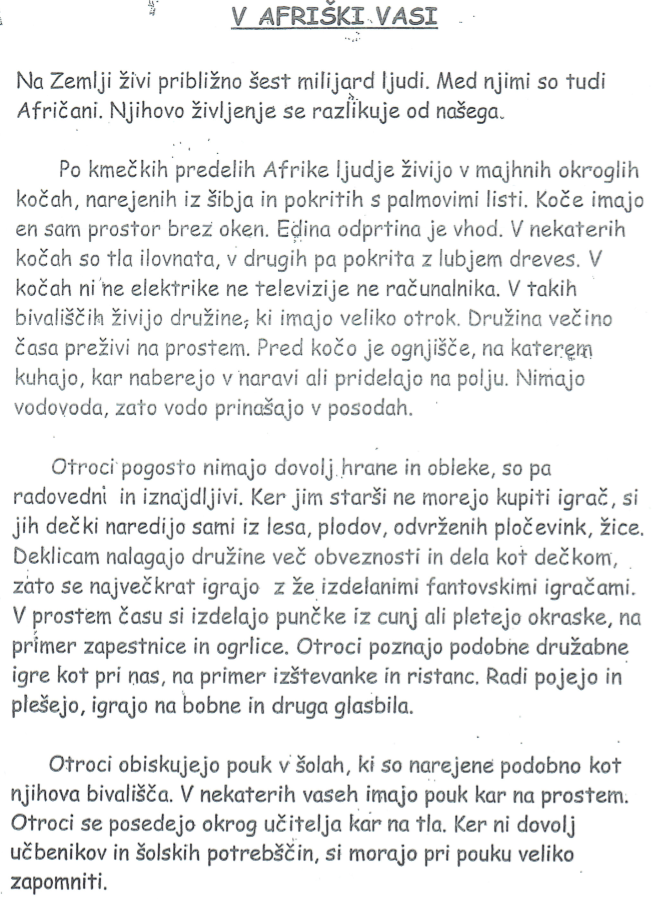 V AFRIŠKI VASI
Na Zemlji živi približno šest milijard ljudi. Med njimi so tudi
Afričani. Njihovo življenje se razlikuje od našega.
Po kmečkih predelih Afrike ljudje živijo v majhnih okroglih
kočah, narejenih iz šibja in pokritih s palmovimi listi. Koče imajo
en sam prostor brez oken. Edina odprtina je vhod. V nekaterih
kočah so tla ilovnata, v drugih pa pokrita z lubjem dreves. V
kočah ni ne elektrike ne televizije ne računalnika. V takih
bivališčih živijo družine, ki imajo veliko otrok. Družina večino
časa preživi na prostem. Pred kočo je ognjišče, na katerem
kuhajo, kar naberejo v naravi ali pridelajo na polju. Nimajo
vodovoda, zato vodo prinašajo v posodah.
Otroci pogosto nimajo dovolj hrane in obleke, so pa
radovedni in iznajdljivi. Ker jim starši ne morejo kupiti igrač, si
jih dečki naredijo sami iz lesa, plodov, odvrženih pločevink, žice.
Deklicam nalagajo družine več obveznosti in dela kot dečkom,
zato se največkrat igrajo z že izdelanimi fantovskimi igračami.
V prostem času si izdelajo punčke iz cunj ali pletejo okraske, na
primer zapestnice in ogrlice. Otroci poznajo podobne družabne
igre kot pri nas, na primer izštevanke in ristanc. Radi pojejo in
plešejo, igrajo na bobne in druga glasbila.
Otroci obiskujejo pouk v šolah, ki so narejene podobno kot
njihova bivališča. V nekaterih vaseh imajo pouk kar na prostem.
Otroci se posedejo okrog učitelja kar na tla. Ker ni dovolj
učbenikov in šolskih potrebščin, si morajo pri pouku veliko
zapomniti.